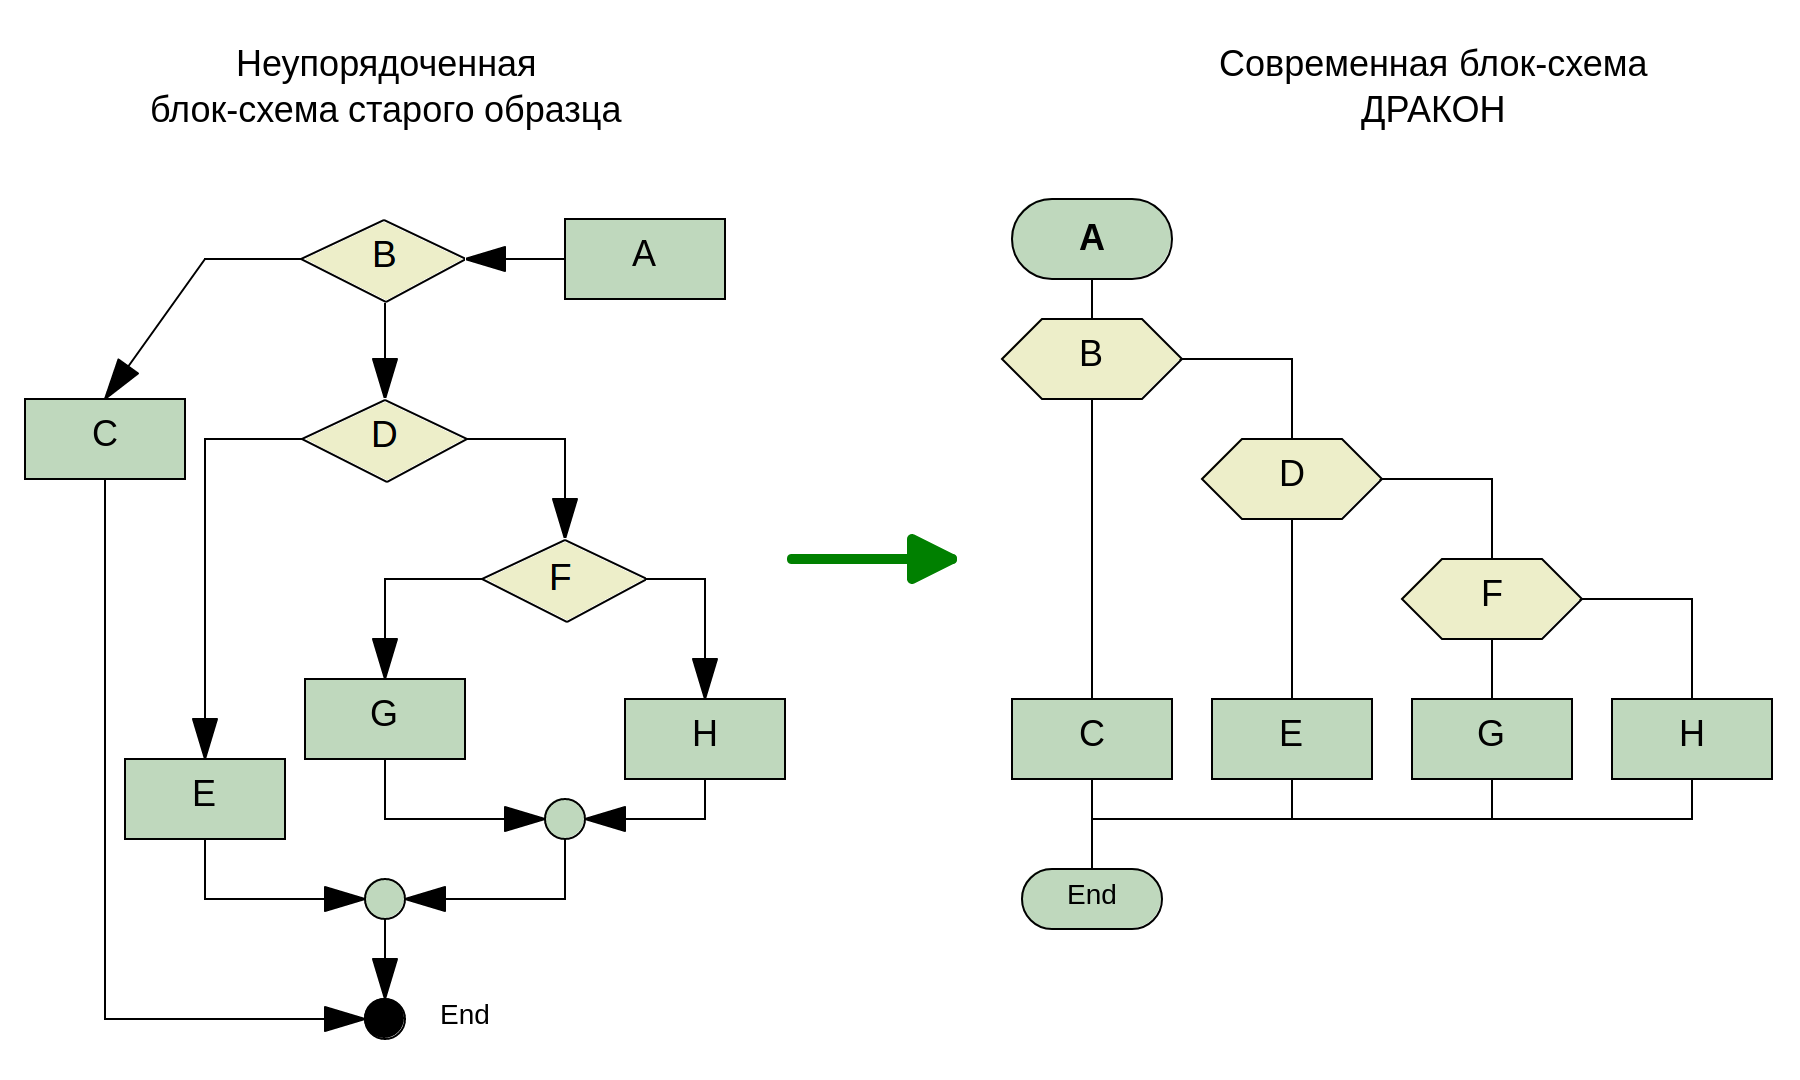 Неупорядоченная
блок-схема старого образца
B
A
C
D
F
G
H
E
End
Современная блок-схема
ДРАКОН
A
B
D
F
C
E
G
H
End